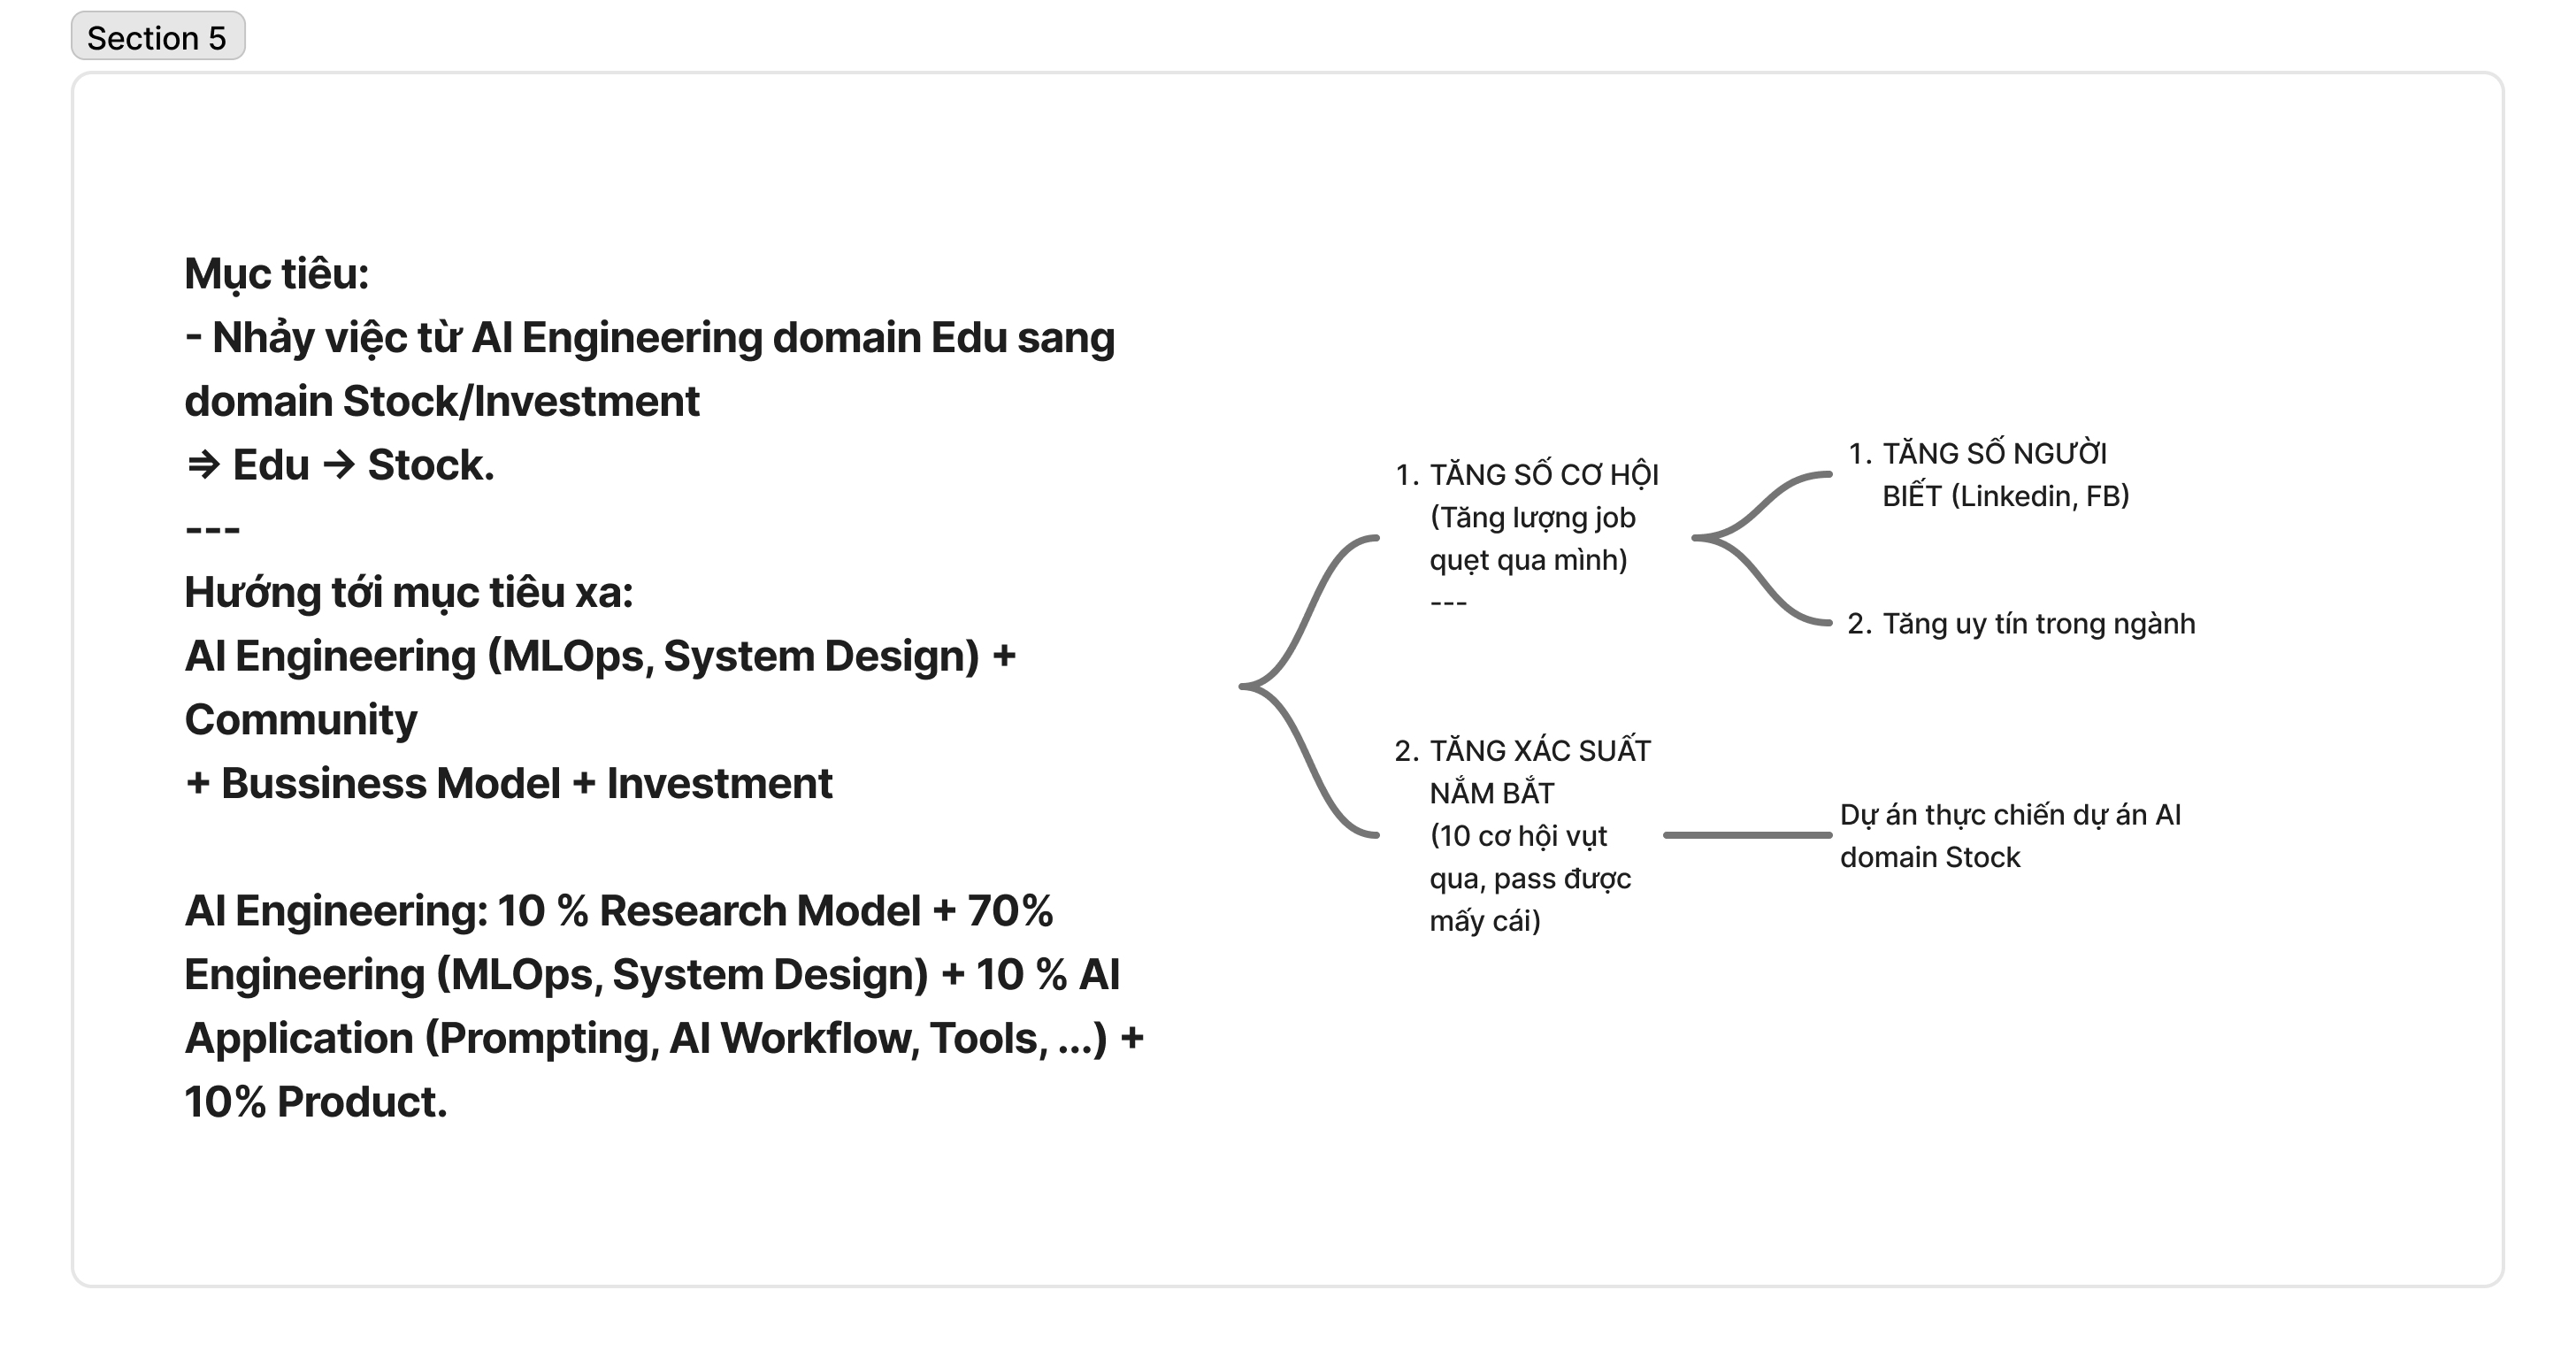 Section 5
Mục tiêu:
- Nhảy việc từ AI Engineering domain Edu sang
domain Stock/Investment
⇒ Edu → Stock.
---
Hướng tới mục tiêu xa:
AI Engineering (MLOps, System Design) +
Community
+ Bussiness Model + Investment
AI Engineering: 10 % Research Model + 70%
Engineering (MLOps, System Design) + 10 % AI
Application (Prompting, AI Workflow, Tools, ...) +
10% Product.
1. TĂNG SỐ CƠ HỘI
(Tăng lượng job
quẹt qua mình)
---
1. TĂNG SỐ NGƯỜI
BIẾT (Linkedin, FB)
2. Tăng uy tín trong ngành
2. TĂNG XÁC SUẤT
NẮM BẮT
(10 cơ hội vụt
qua, pass được
mấy cái)
Dự án thực chiến dự án AI
domain Stock